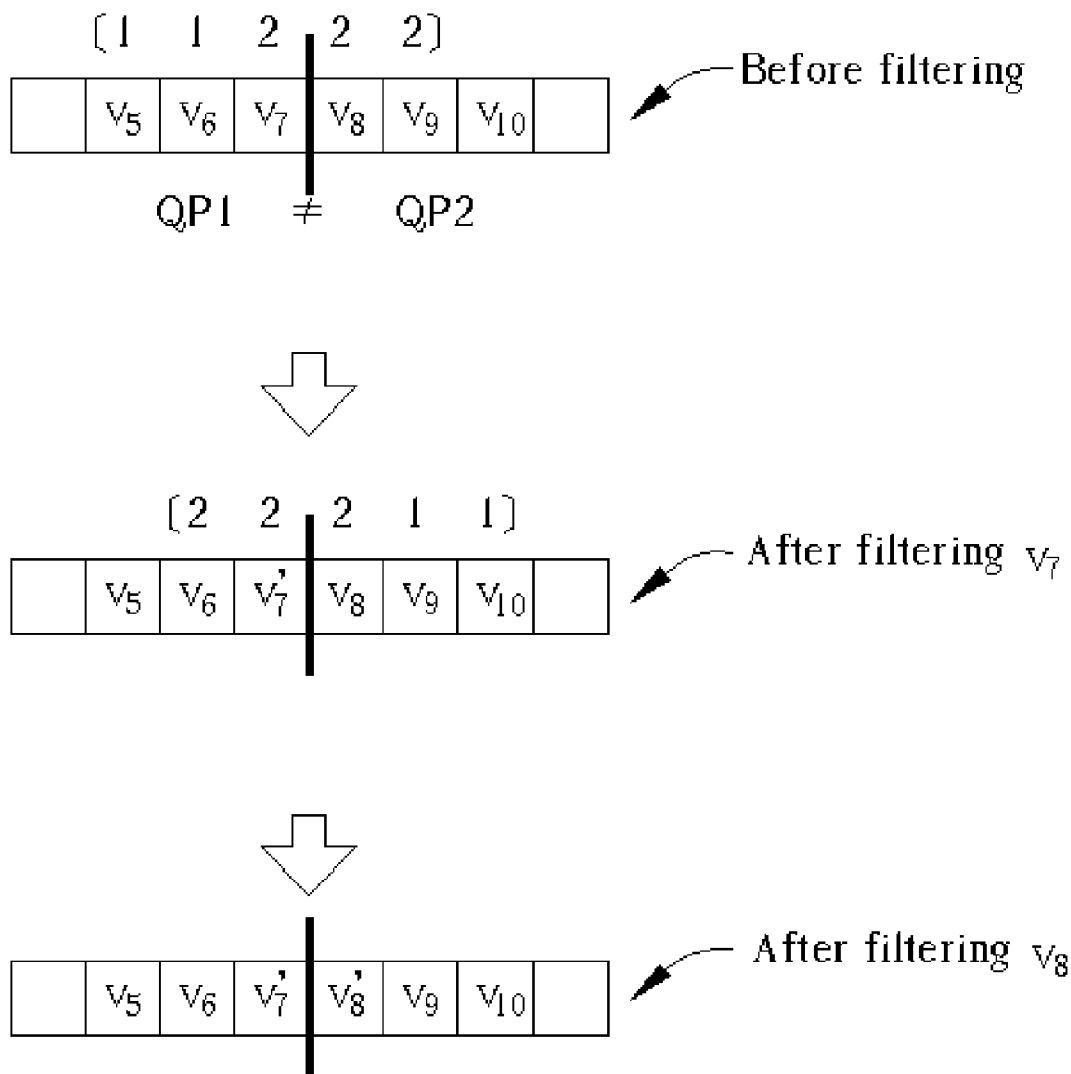 [1 1 2 2 2]
V5 V6 V7 V8 V9 V10
Before filtering
QP1 ≠ QP2
[2 2 2 1 1]
V5 V6 V7' V8 V9 V10
After filtering V7
V5 V6 V7' V8' V9 V10
After filtering V8